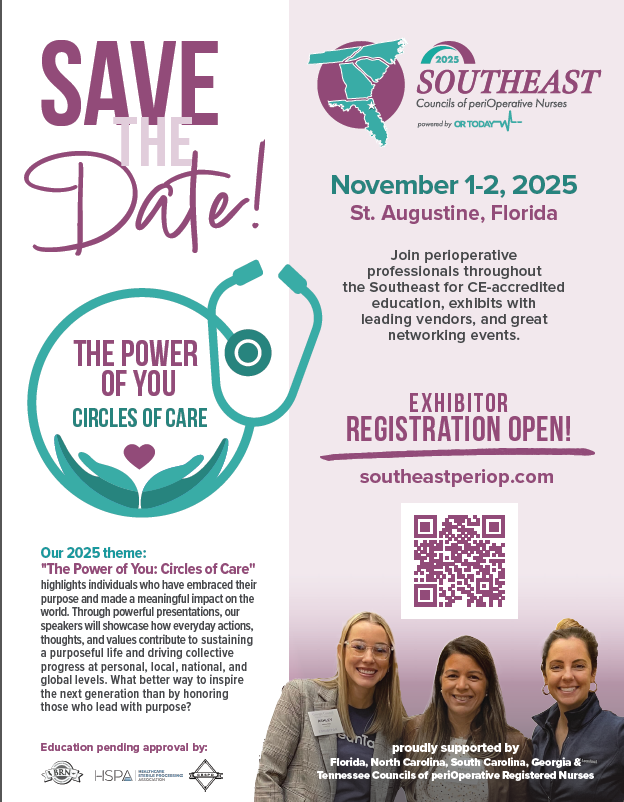 SAVE
THE
Date!
2025
SOUTHEAST
Councils of periOperative Nurses
powered by OR TODAY
November 1-2, 2025
St. Augustine, Florida
Join perioperative
professionals throughout
the Southeast for CE-accredited
education, exhibits with
leading vendors, and great
networking events.
THE POWER
OF YOU
CIRCLES OF CARE
EXHIBITOR
REGISTRATION OPEN!
southeastperiop.com
Our 2025 theme:
"The Power of You: Circles of Care"
highlights individuals who have embraced their
purpose and made a meaningful impact on the
world. Through powerful presentations, our
speakers will showcase how everyday actions,
thoughts, and values contribute to sustaining
a purposeful life and driving collective
progress at personal, local, national, and
global levels. What better way to inspire
the next generation than by honoring
those who lead with purpose?
Education pending approval by:
BRN
HSPA
HEALTHCARE
STERILE PROCESSING
ASSOCIATION
proudly supported by
Florida, North Carolina, South Carolina, Georgia &
Tennessee Councils of periOperative Registered Nurses